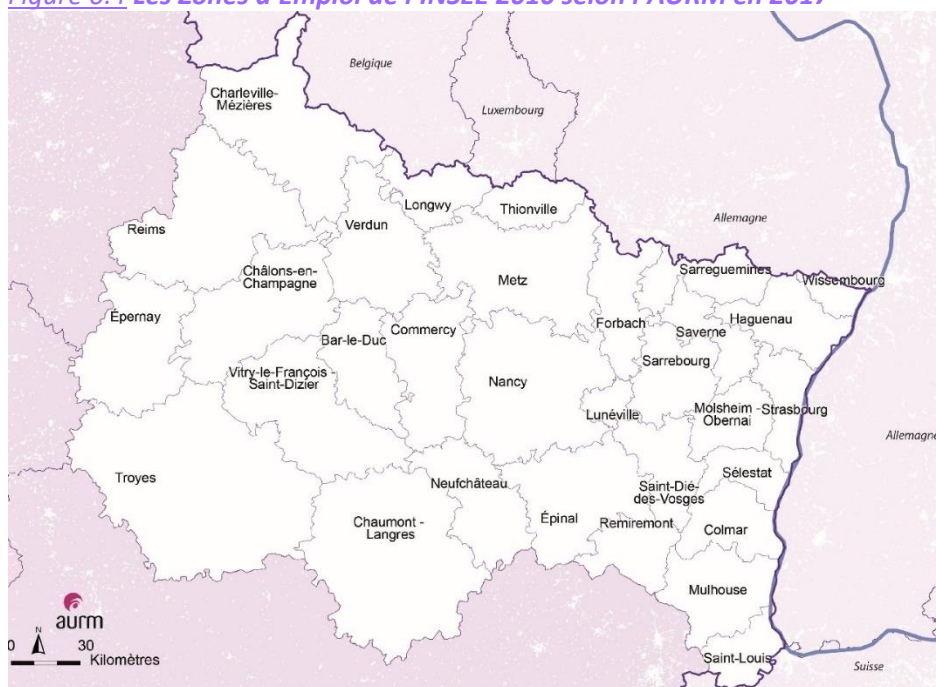 Les Zones d'Emploi de l'INSEE 2010 selon l'AURM en 2017
Belgique
Charleville-
Mézières
Luxembourg
Longwy
Thionville
Allemagne
Reims
Verdun
Châlons-en-
Champagne
Metz
Sarreguemines
Wissembourg
Épernay
Bar-le-Duc
Commercy
Forbach
Saverne
Haguenau
Vitry-le-François -
Saint-Dizier
Nancy
Sarrebourg
Lunéville
Molsheim -
Obernai
Strasbourg
Allemagne
Troyes
Neufchâteau
Saint-Dié-
des-Vosges
Sélestat
Chaumont -
Langres
Épinal
Remiremont
Colmar
Mulhouse
aurm
N
0 30
Kilomètres
Saint-Louis
Suisse